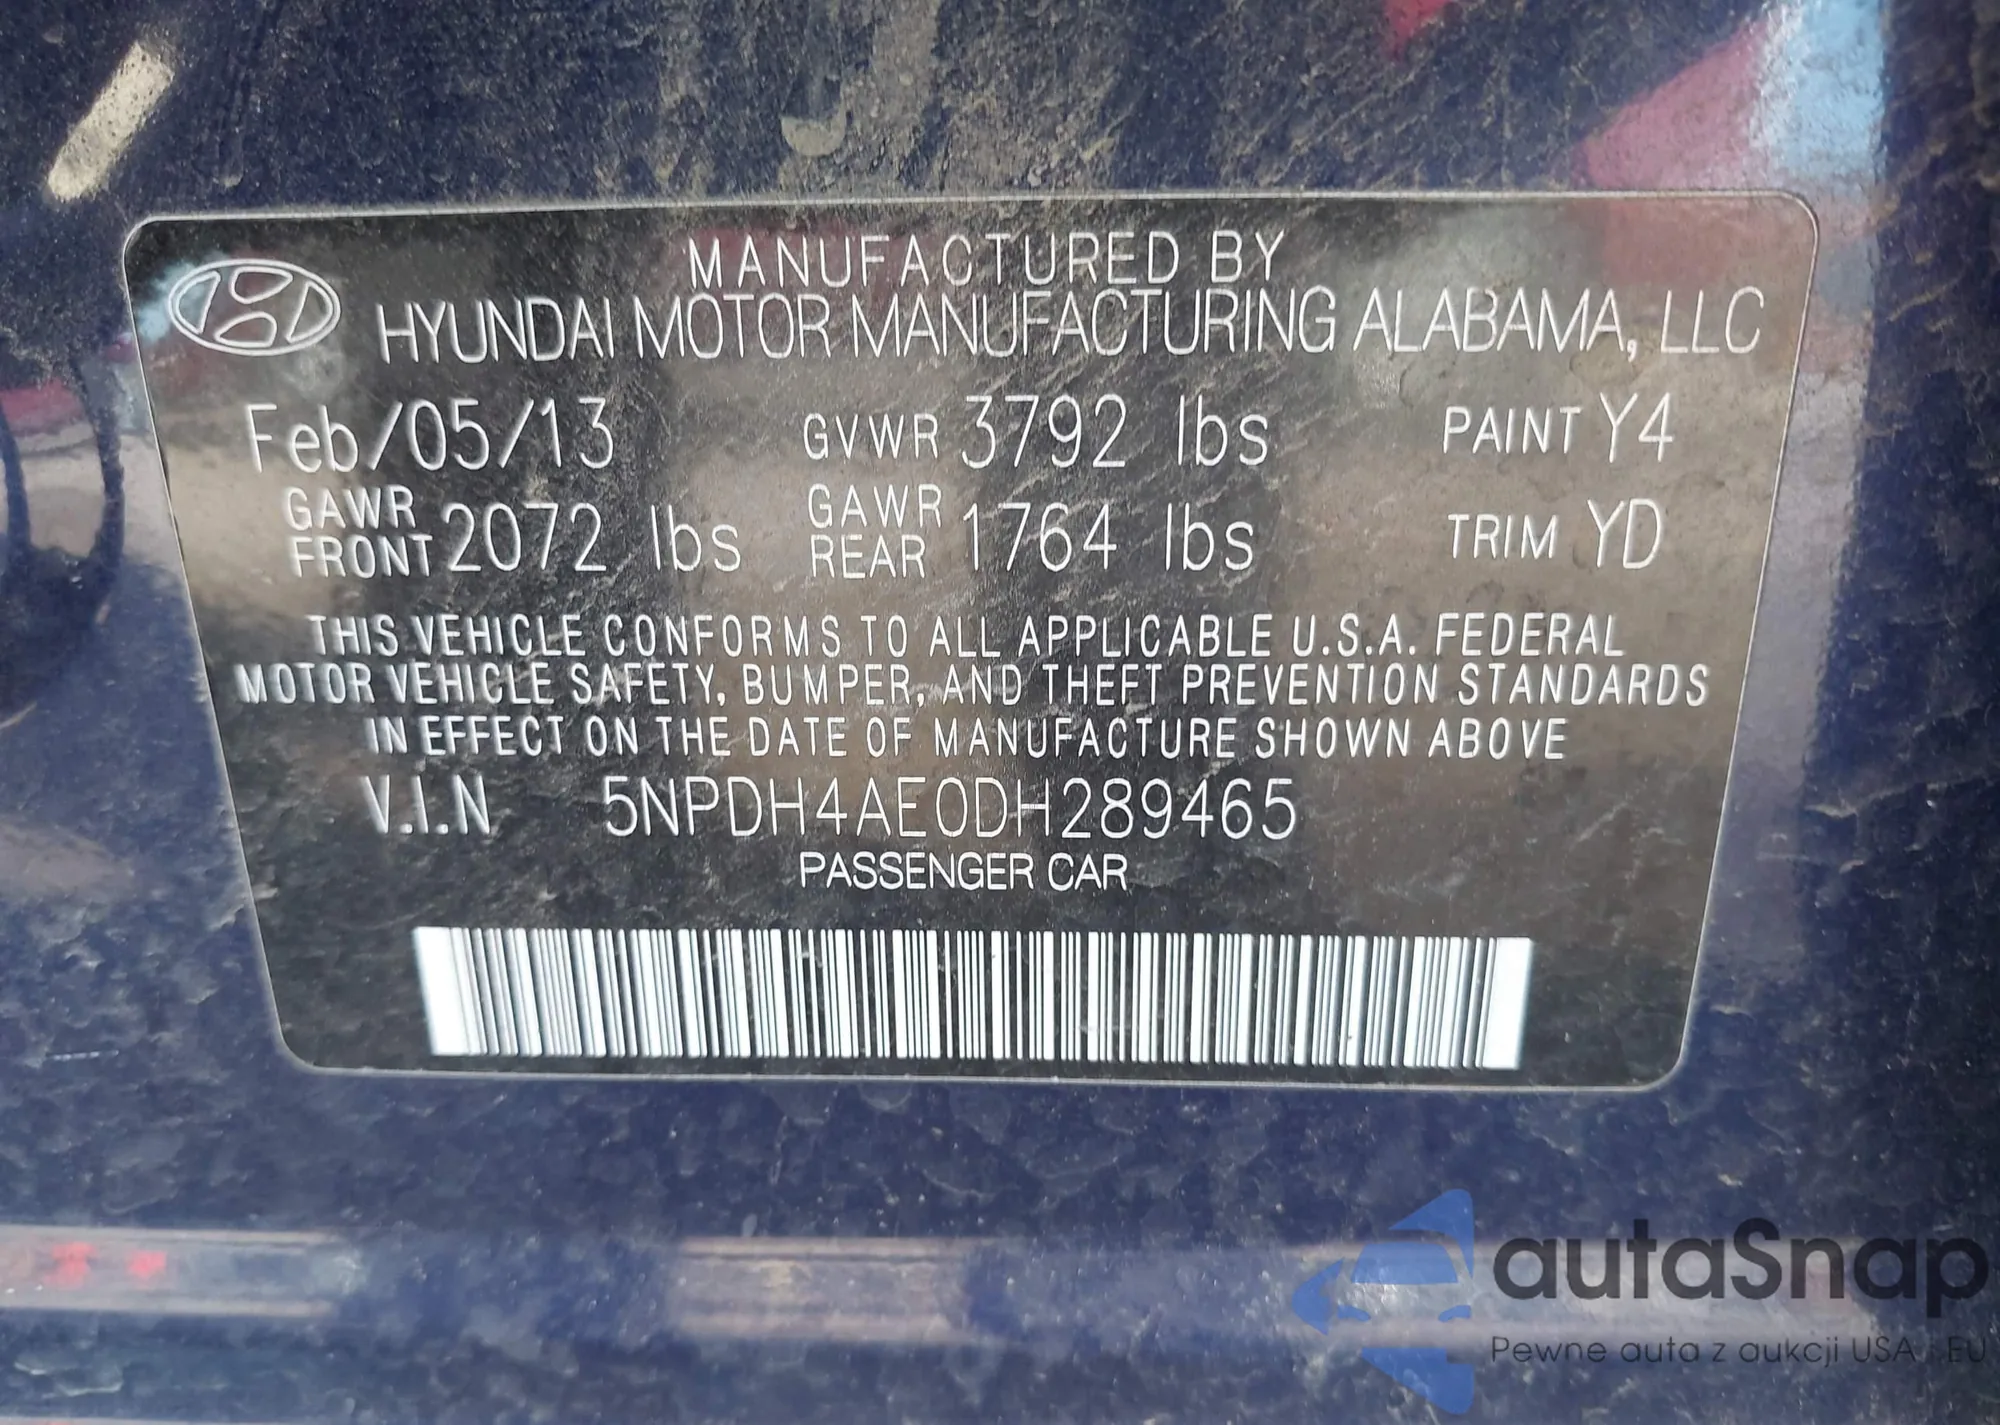 MANUFACTURED BY
HYUNDAI MOTOR MANUFACTURING ALABAMA, LLC
Feb/05/13 GVWR 3792 lbs PAINT Y4
GAWR FRONT 2072 lbs GAWR REAR 1764 lbs TRIM YD
THIS VEHICLE CONFORMS TO ALL APPLICABLE U.S.A. FEDERAL
MOTOR VEHICLE SAFETY, BUMPER, AND THEFT PREVENTION STANDARDS
IN EFFECT ON THE DATE OF MANUFACTURE SHOWN ABOVE
V.I.N 5NPDH4AE0DH289465
PASSENGER CAR
autaSnap
Pewne auta z aukcji USA i EU